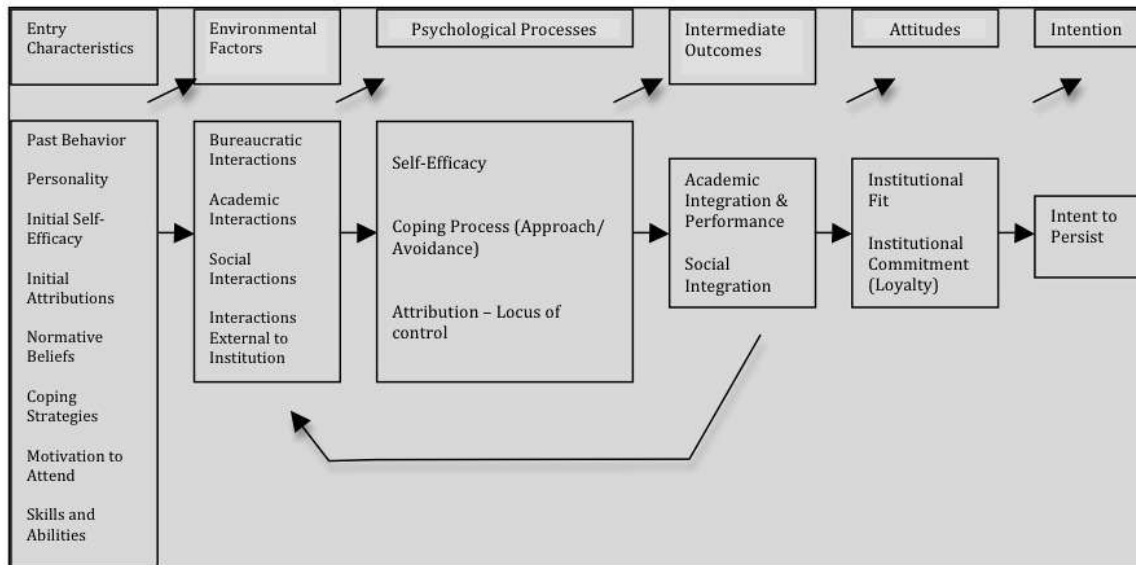 Entry
Characteristics
Environmental
Factors
Psychological Processes
Intermediate
Outcomes
Attitudes
Intention
Past Behavior
Personality
Initial Self-
Efficacy
Initial
Attributions
Normative
Beliefs
Coping
Strategies
Motivation to
Attend
Skills and
Abilities
Bureaucratic
Interactions
Academic
Interactions
Social
Interactions
Interactions
External to
Institution
Self-Efficacy
Coping Process (Approach/
Avoidance)
Attribution – Locus of
control
Academic
Integration &
Performance
Social
Integration
Institutional
Fit
Institutional
Commitment
(Loyalty)
Intent to
Persist